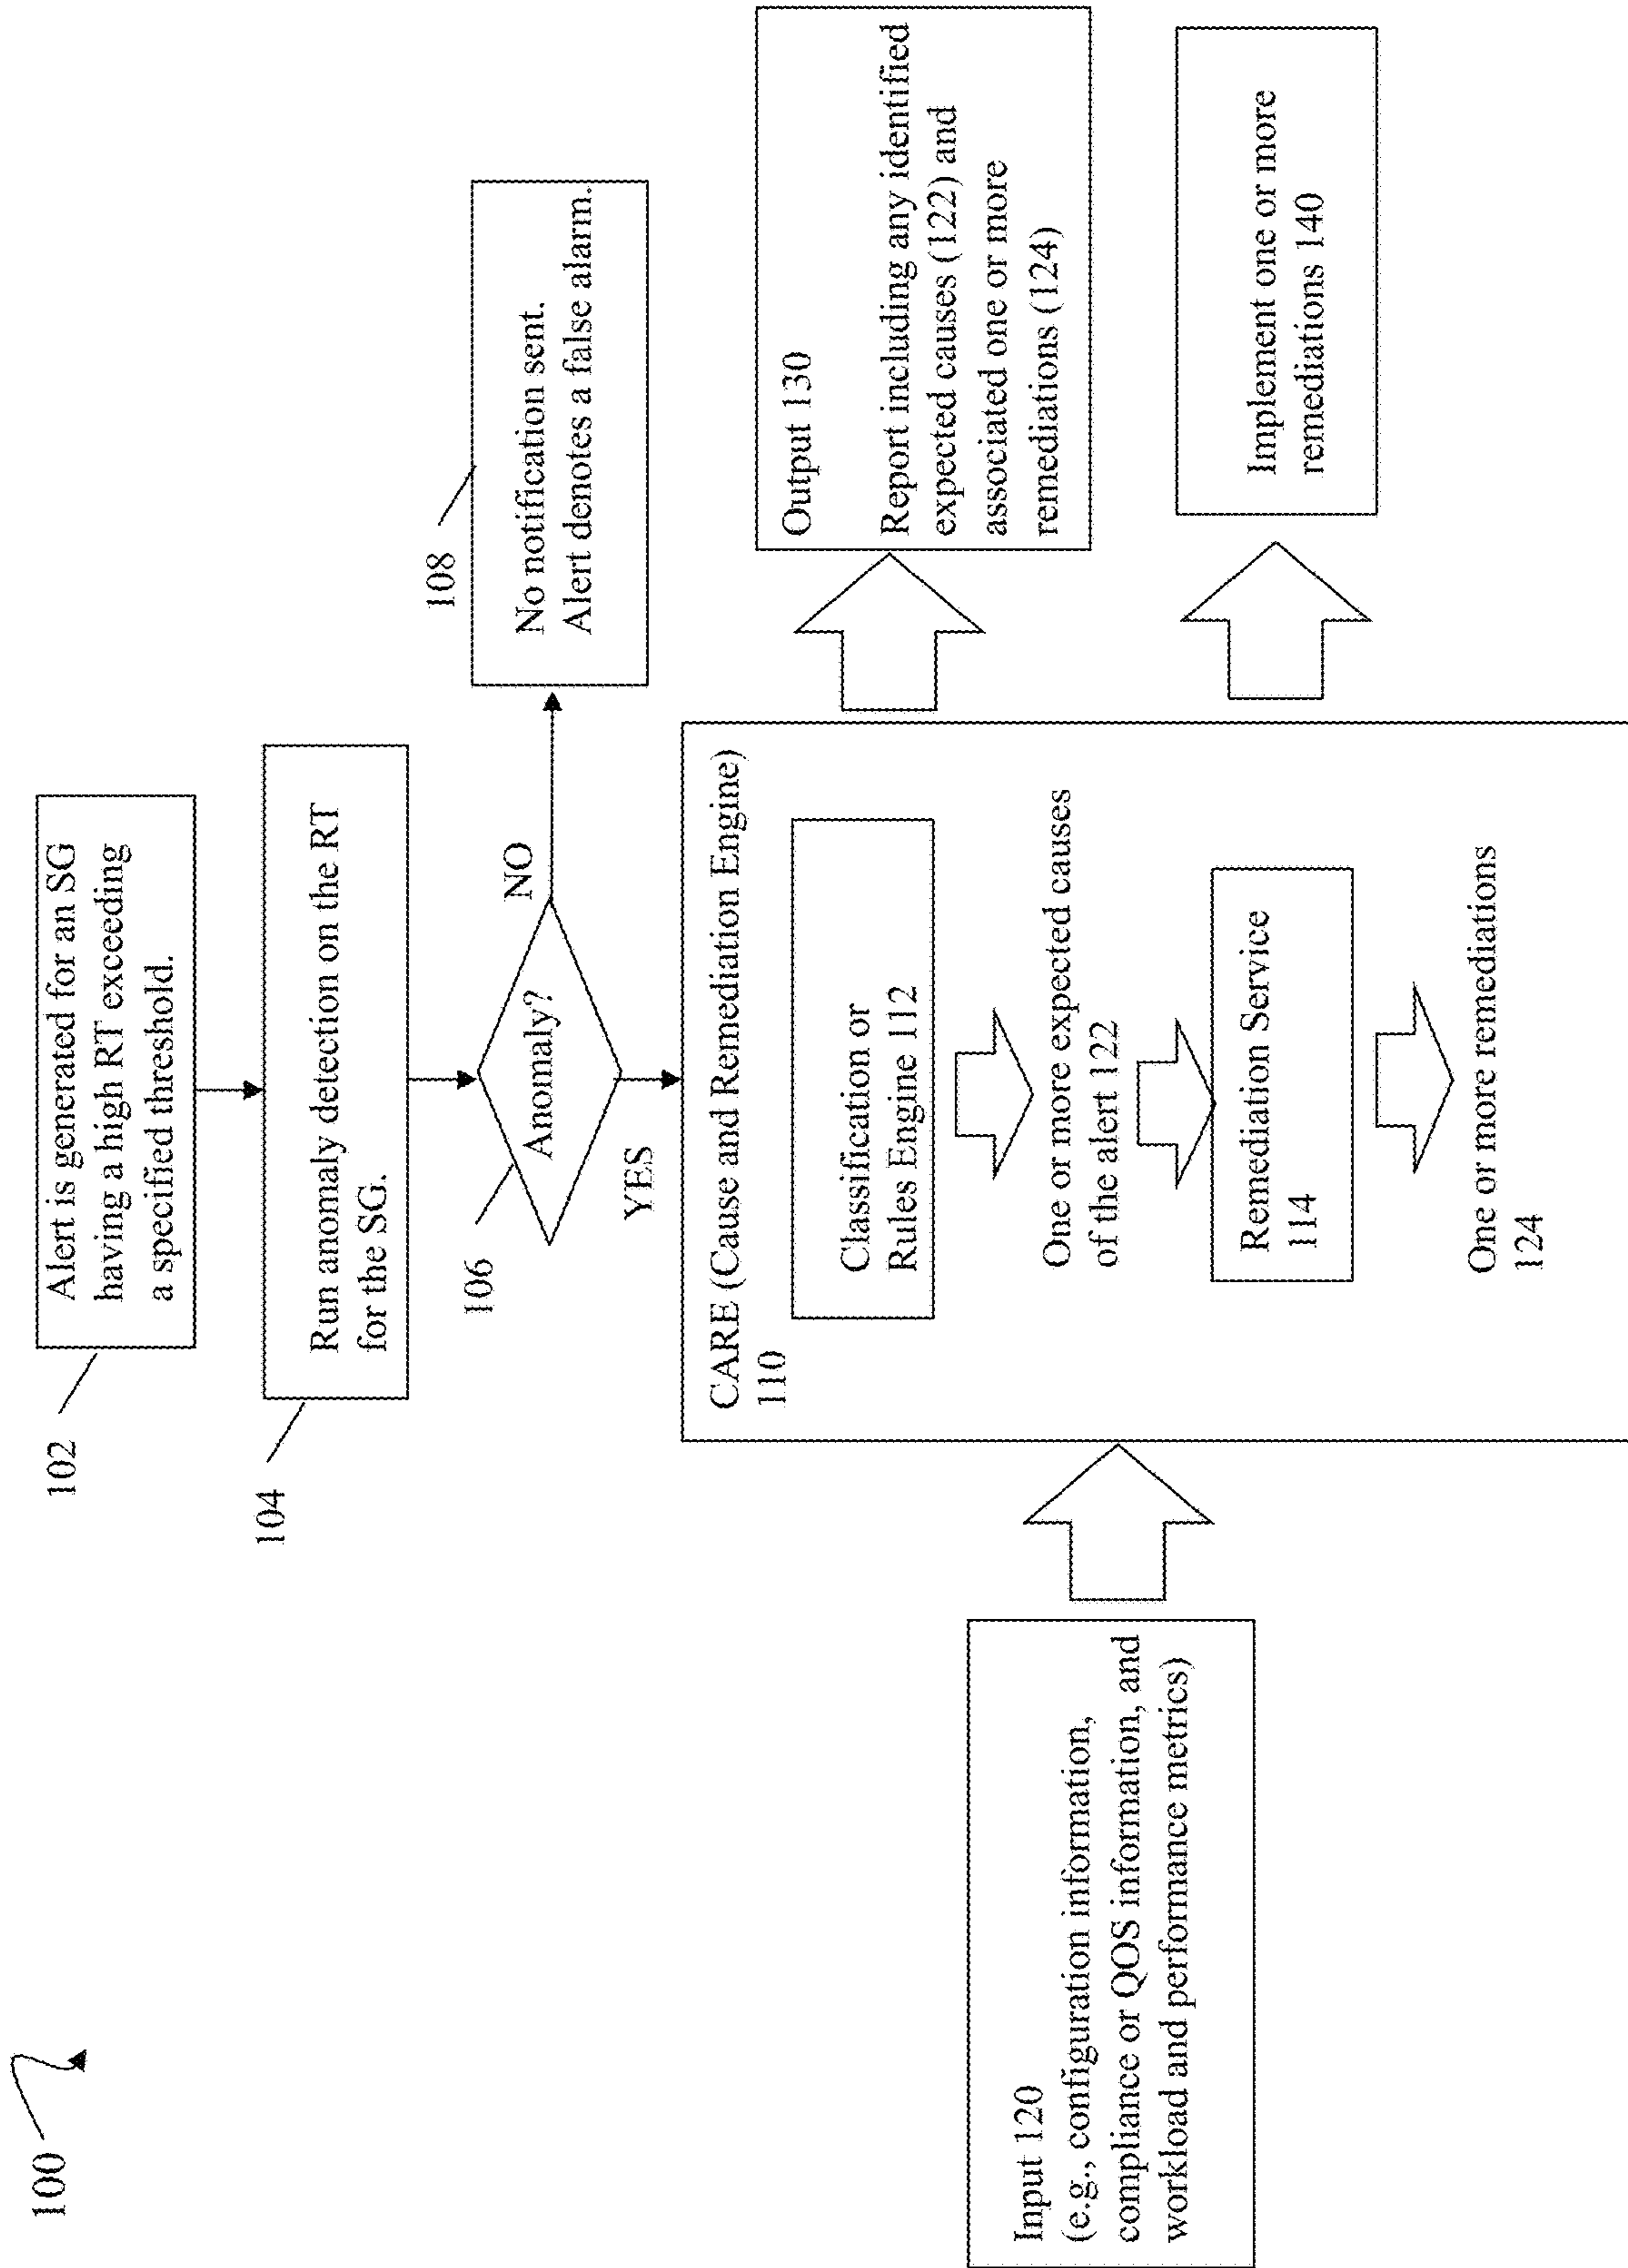 100
102
Alert is generated for an SG
having a high RT exceeding
a specified threshold.
104
Run anomaly detection on the RT
for the SG.
106
Anomaly?
NO
YES
108
No notification sent.
Alert denotes a false alarm.
Input 120
(e.g., configuration information,
compliance or QOS information, and
workload and performance metrics)
CARE (Cause and Remediation Engine)
110
Classification or
Rules Engine 112
One or more expected causes
of the alert 122
Remediation Service
114
One or more remediations
124
Output 130
Report including any identified
expected causes (122) and
associated one or more
remediations (124)
Implement one or more
remediations 140